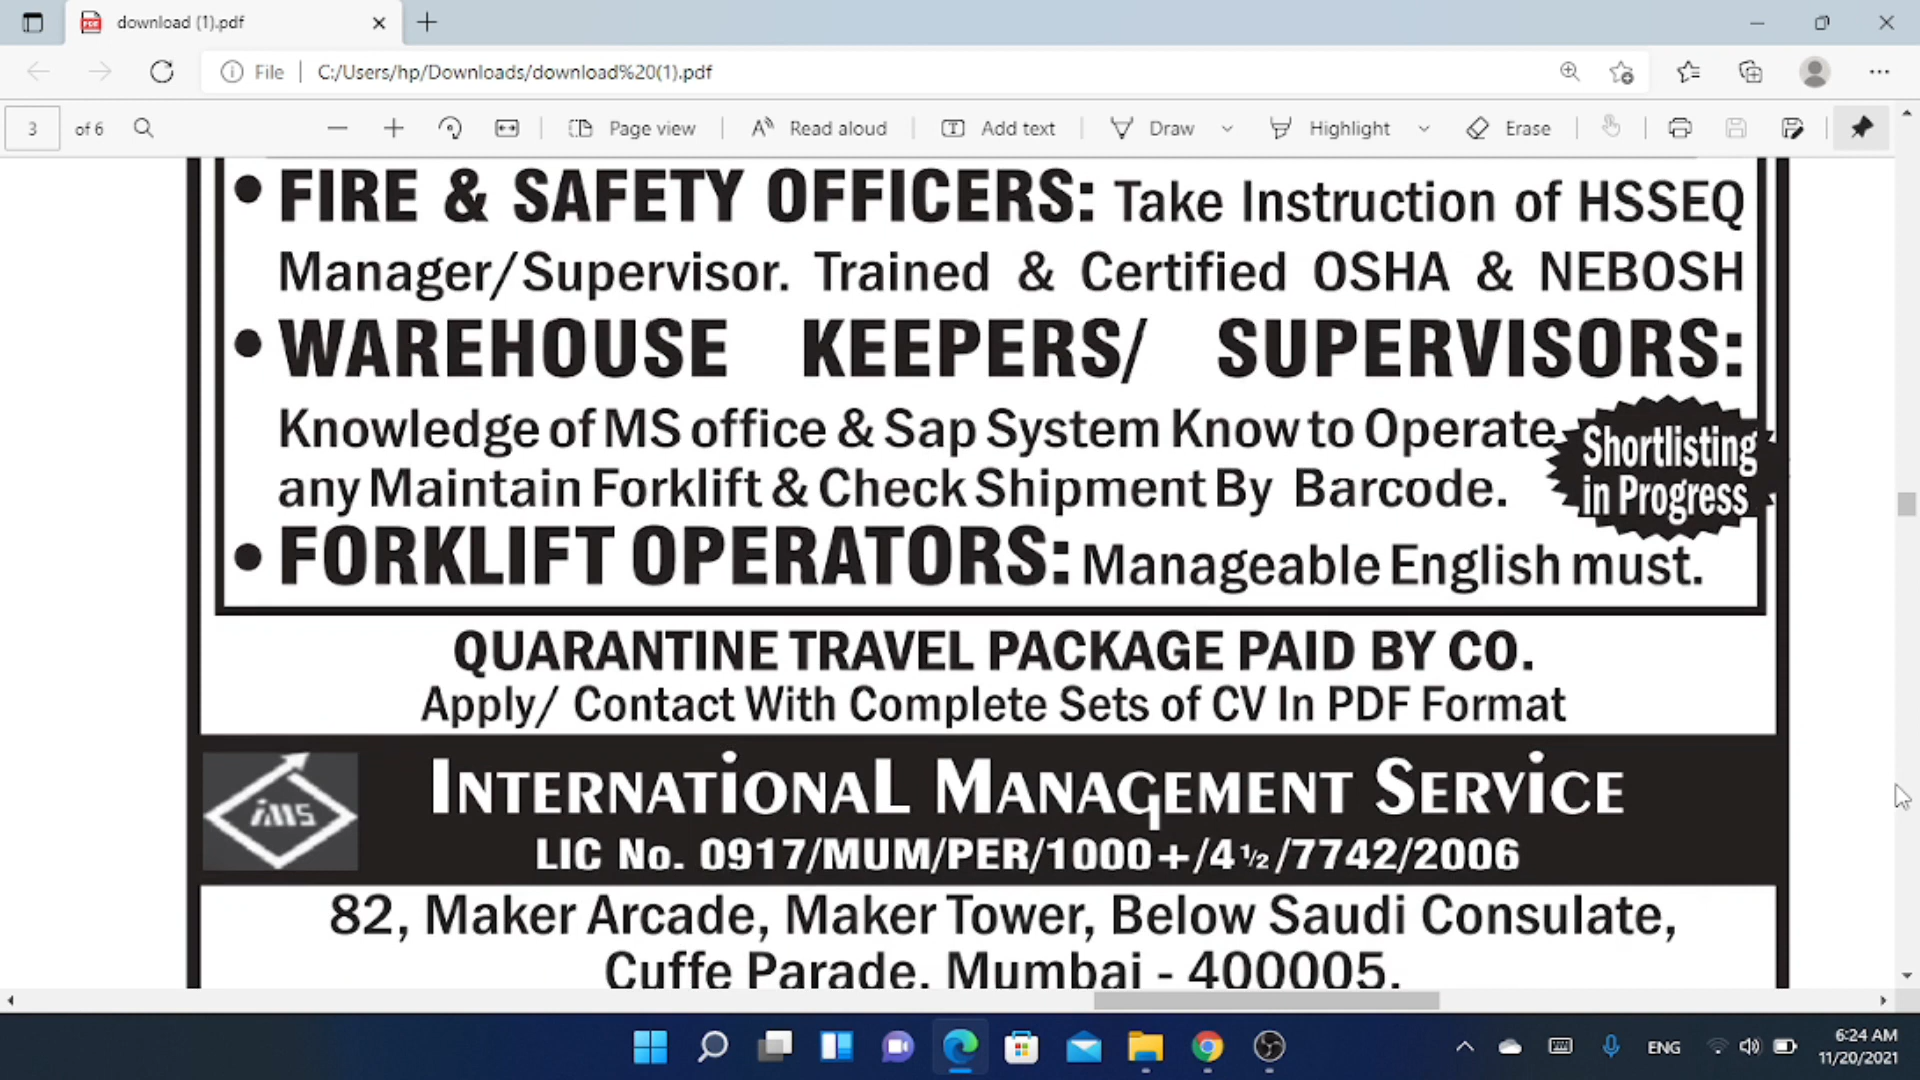 download (1).pdf
File
C:/Users/hp/Downloads/download%20(1).pdf
3 of 6
Page view
Read aloud
Add text
Draw
Highlight
Erase
• FIRE & SAFETY OFFICERS: Take Instruction of HSSEQ
Manager/Supervisor. Trained & Certified OSHA & NEBOSH
• WAREHOUSE KEEPERS/ SUPERVISORS:
Knowledge of MS office & Sap System Know to Operate
any Maintain Forklift & Check Shipment By Barcode.
Shortlisting
in Progress
• FORKLIFT OPERATORS: Manageable English must.
QUARANTINE TRAVEL PACKAGE PAID BY CO.
Apply/ Contact With Complete Sets of CV In PDF Format
ims
INTERNATiONAL MANAGEMENT SERViCE
LIC No. 0917/MUM/PER/1000+/4½/7742/2006
82, Maker Arcade, Maker Tower, Below Saudi Consulate,
Cuffe Parade, Mumbai - 400005.
ENG
6:24 AM
11/20/2021